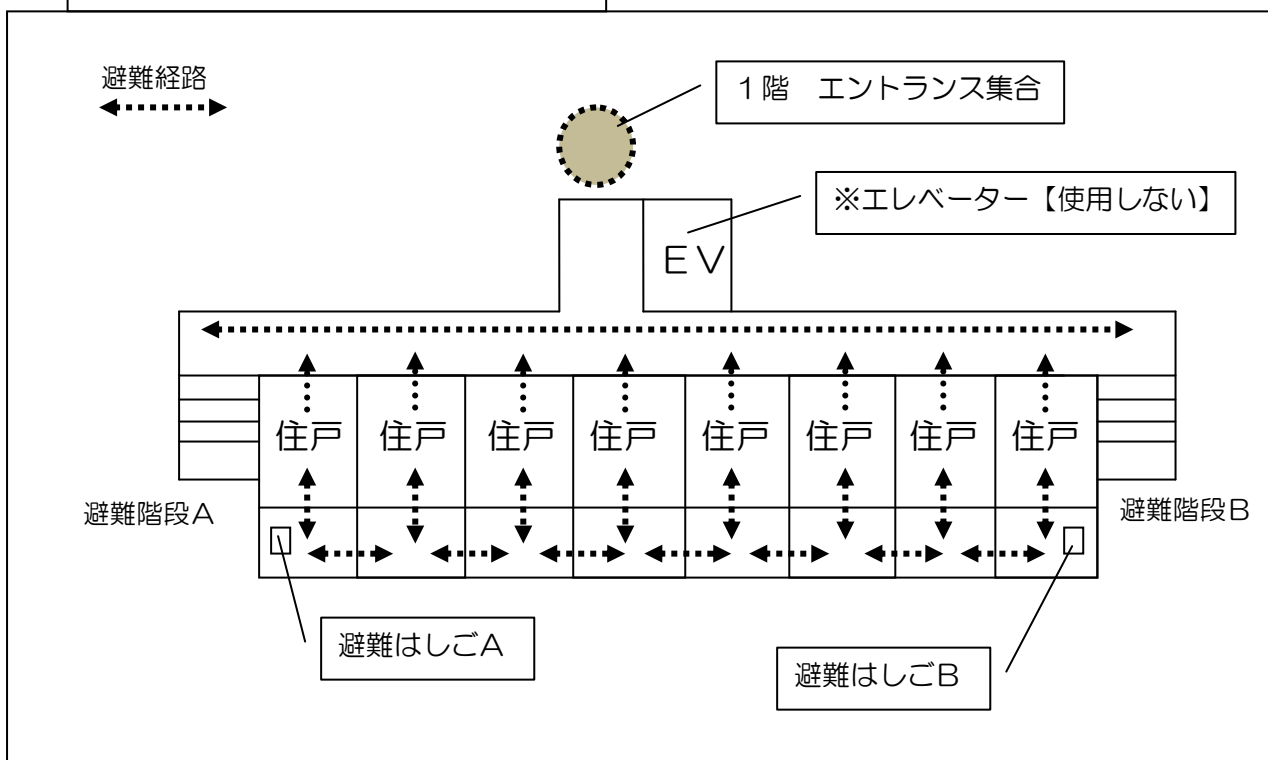 避難経路
1階　エントランス集合
※エレベーター【使用しない】
EV
住戸 住戸 住戸 住戸 住戸 住戸 住戸 住戸
避難階段A
避難階段B
避難はしごA
避難はしごB